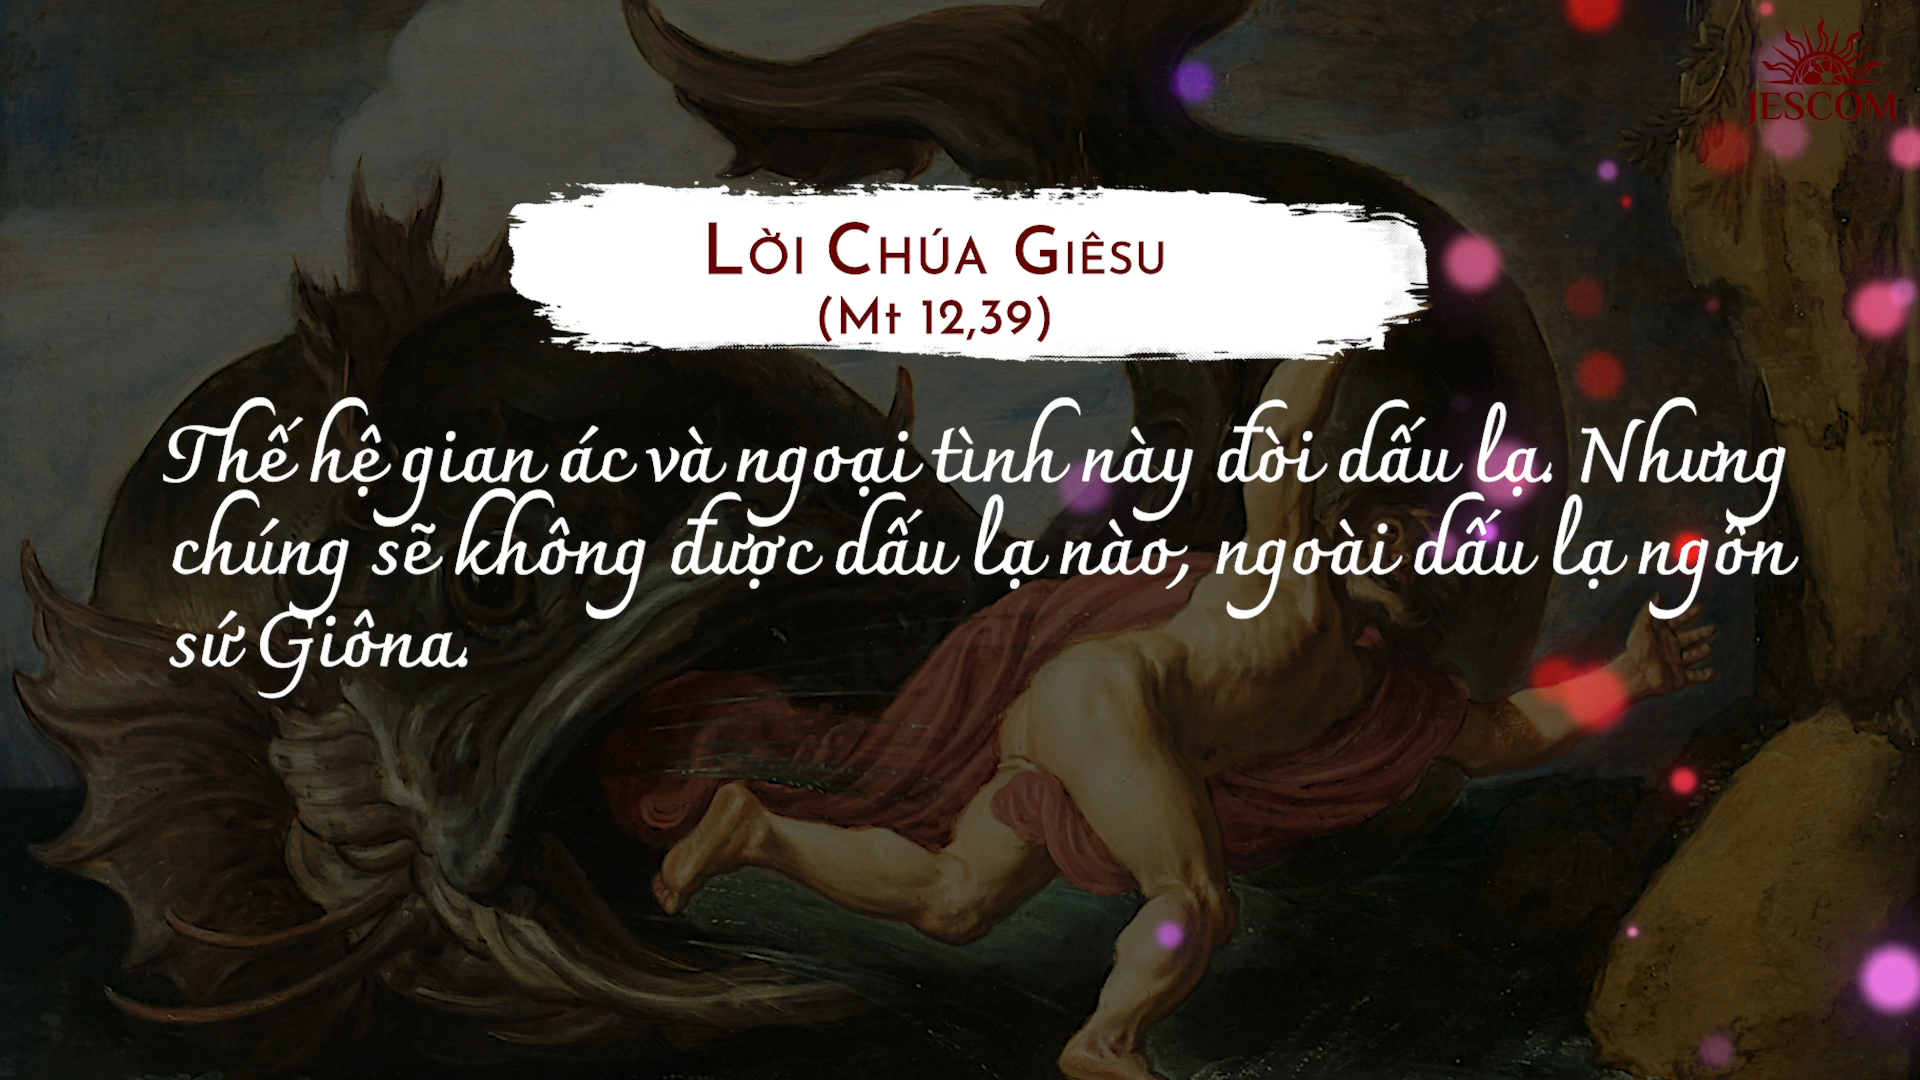 JESCOM
LỜI CHÚA GIÊSU
(Mt 12,39)
Thế hệ gian ác và ngoại tình này đòi dấu lạ. Nhưng
chúng sẽ không được dấu lạ nào, ngoài dấu lạ ngôn
sứ Giôna.